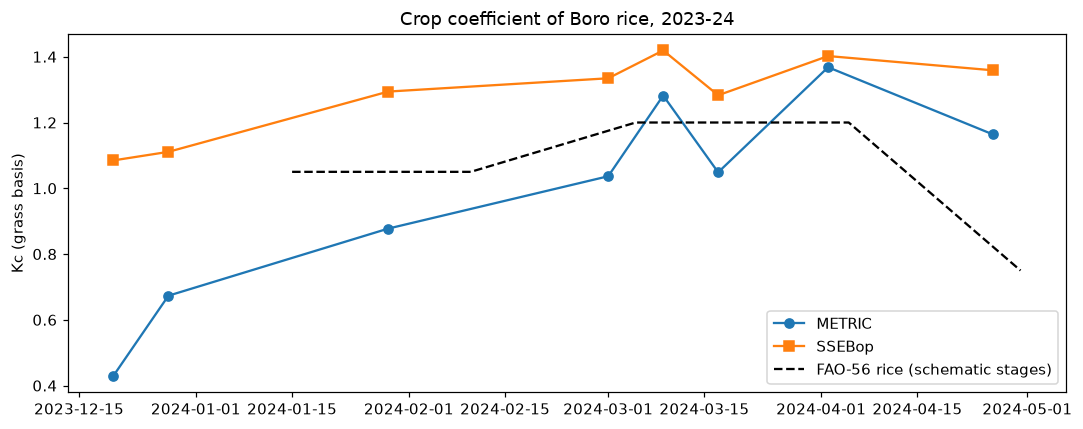 Crop coefficient of Boro rice, 2023-24
Kc (grass basis)
1.4
1.2
1.0
0.8
0.6
0.4
2023-12-15 2024-01-01 2024-01-15 2024-02-01 2024-02-15 2024-03-01 2024-03-15 2024-04-01 2024-04-15 2024-05-01
METRIC
SSEBop
FAO-56 rice (schematic stages)